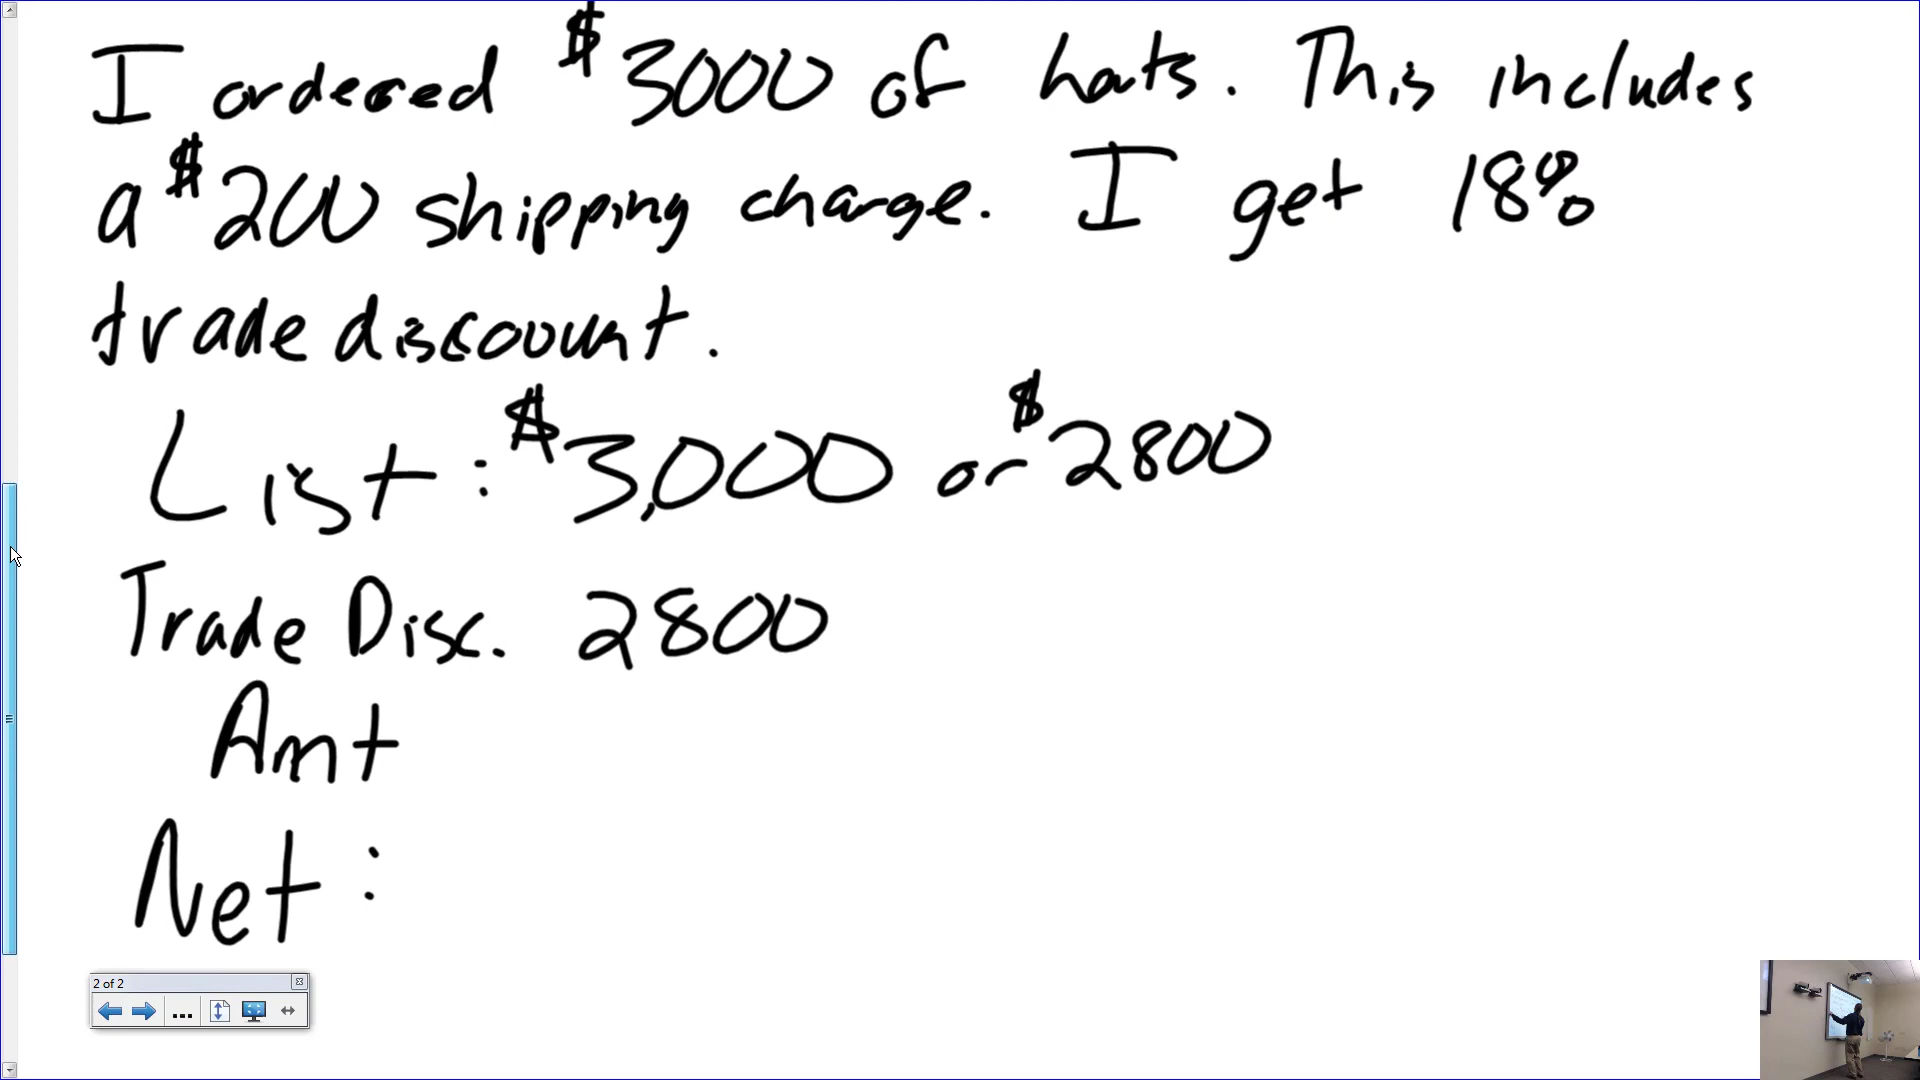 I ordered $3000 of hats. This includes
a $200 shipping charge. I get 18%
trade discount.
List: $3,000 or $2800
Trade Disc. 2800
Amt
Net:
2 of 2
...